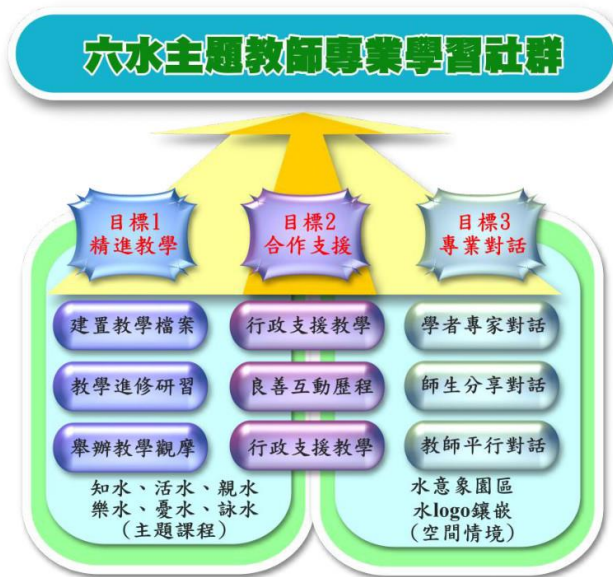 六水主題教師專業學習社群
目標1
精進教學
目標2
合作支援
目標3
專業對話
建置教學檔案
行政支援教學
學者專家對話
教學進修研習
良善互動歷程
師生分享對話
舉辦教學觀摩
行政支援教學
教師平行對話
知水、活水、親水
樂水、憂水、詠水
(主題課程)
水意象園區
水logo鑲嵌
(空間情境)